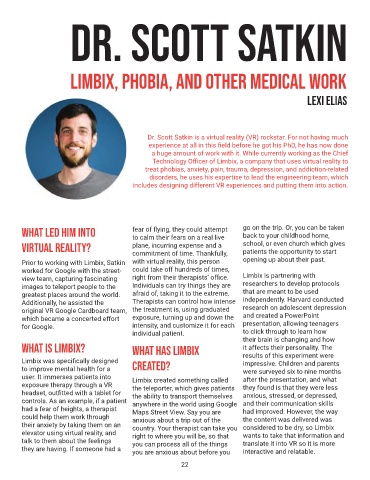 DR. SCOTT SATKIN
LIMBIX, PHOBIA, AND OTHER MEDICAL WORK
LEXI ELIAS
Dr. Scott Satkin is a virtual reality (VR) rockstar. For not having much
experience at all in this field before he got his PhD, he has now done
a huge amount of work with it. While currently working as the Chief
Technology Officer of Limbix, a company that uses virtual reality to
treat phobias, anxiety, pain, trauma, depression, and addiction-related
disorders, he uses his expertise to lead the engineering team, which
includes designing different VR experiences and putting them into action.
WHAT LED HIM INTO
VIRTUAL REALITY?
Prior to working with Limbix, Satkin
worked for Google with the street-
view team, capturing fascinating
images to teleport people to the
greatest places around the world.
Additionally, he assisted the
original VR Google Cardboard team,
which became a concerted effort
for Google.
WHAT IS LIMBIX?
Limbix was specifically designed
to improve mental health for a
user. It immerses patients into
exposure therapy through a VR
headset, outfitted with a tablet for
controls. As an example, if a patient
had a fear of heights, a therapist
could help them work through
their anxiety by taking them on an
elevator using virtual reality, and
talk to them about the feelings
they are having. If someone had a
fear of flying, they could attempt
to calm their fears on a real live
plane, incurring expense and a
commitment of time. Thankfully,
with virtual reality, this person
could take off hundreds of times,
right from their therapists' office.
Individuals can try things they are
afraid of, taking it to the extreme.
Therapists can control how intense
the treatment is, using graduated
exposure, turning up and down the
intensity, and customize it for each
individual patient.
WHAT HAS LIMBIX
CREATED?
Limbix created something called
the teleporter, which gives patients
the ability to transport themselves
anywhere in the world using Google
Maps Street View. Say you are
anxious about a trip out of the
country. Your therapist can take you
right to where you will be, so that
you can process all of the things
you are anxious about before you
go on the trip. Or, you can be taken
back to your childhood home,
school, or even church which gives
patients the opportunity to start
opening up about their past.
Limbix is partnering with
researchers to develop protocols
that are meant to be used
independently. Harvard conducted
research on adolescent depression
and created a PowerPoint
presentation, allowing teenagers
to click through to learn how
their brain is changing and how
it affects their personality. The
results of this experiment were
impressive. Children and parents
were surveyed six to nine months
after the presentation, and what
they found is that they were less
anxious, stressed, or depressed,
and their communication skills
had improved. However, the way
the content was delivered was
considered to be dry, so Limbix
wants to take that information and
translate it into VR so it is more
interactive and relatable.
22